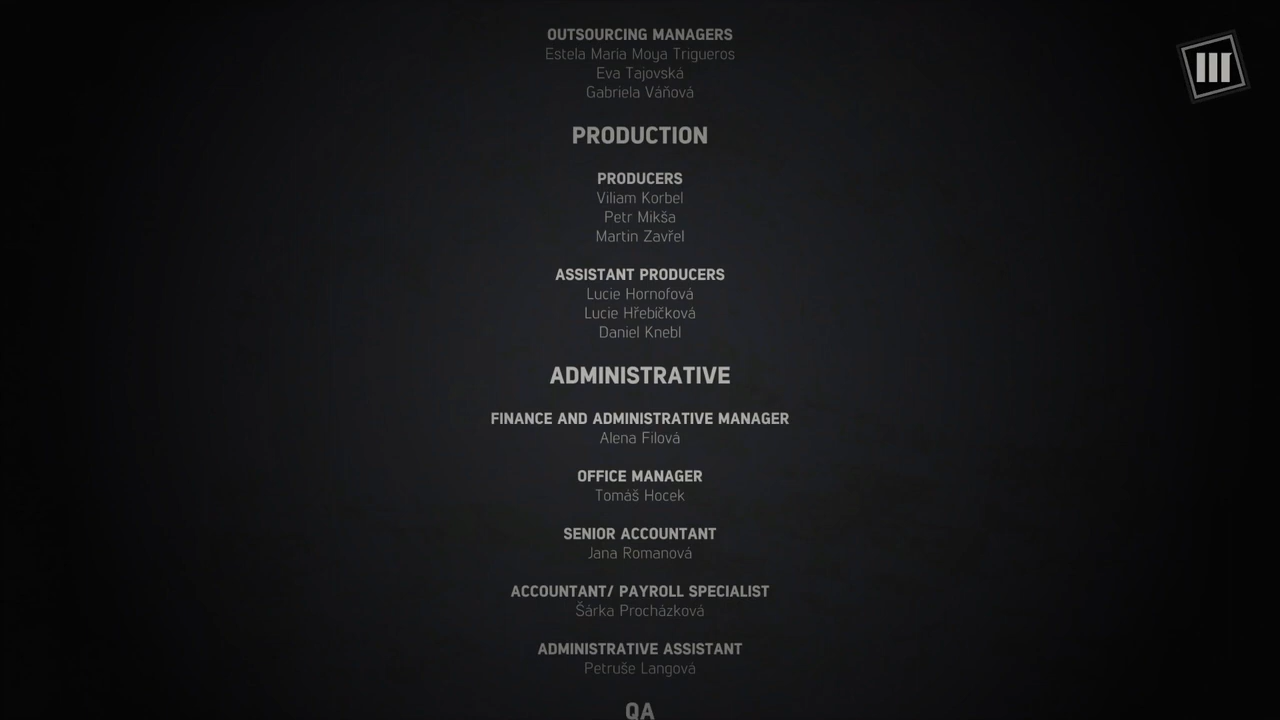 OUTSOURCING MANAGERS
Estela Maria Moya Trigueros
Eva Tajovská
Gabriela Váňová
PRODUCTION
PRODUCERS
Viliam Korbel
Petr Mikša
Martin Zavřel
ASSISTANT PRODUCERS
Lucie Hornofová
Lucie Hřebíčková
Daniel Knebl
ADMINISTRATIVE
FINANCE AND ADMINISTRATIVE MANAGER
Alena Filová
OFFICE MANAGER
Tomáš Hocek
SENIOR ACCOUNTANT
Jana Romanová
ACCOUNTANT/ PAYROLL SPECIALIST
Šárka Procházková
ADMINISTRATIVE ASSISTANT
Petruše Langová
QA